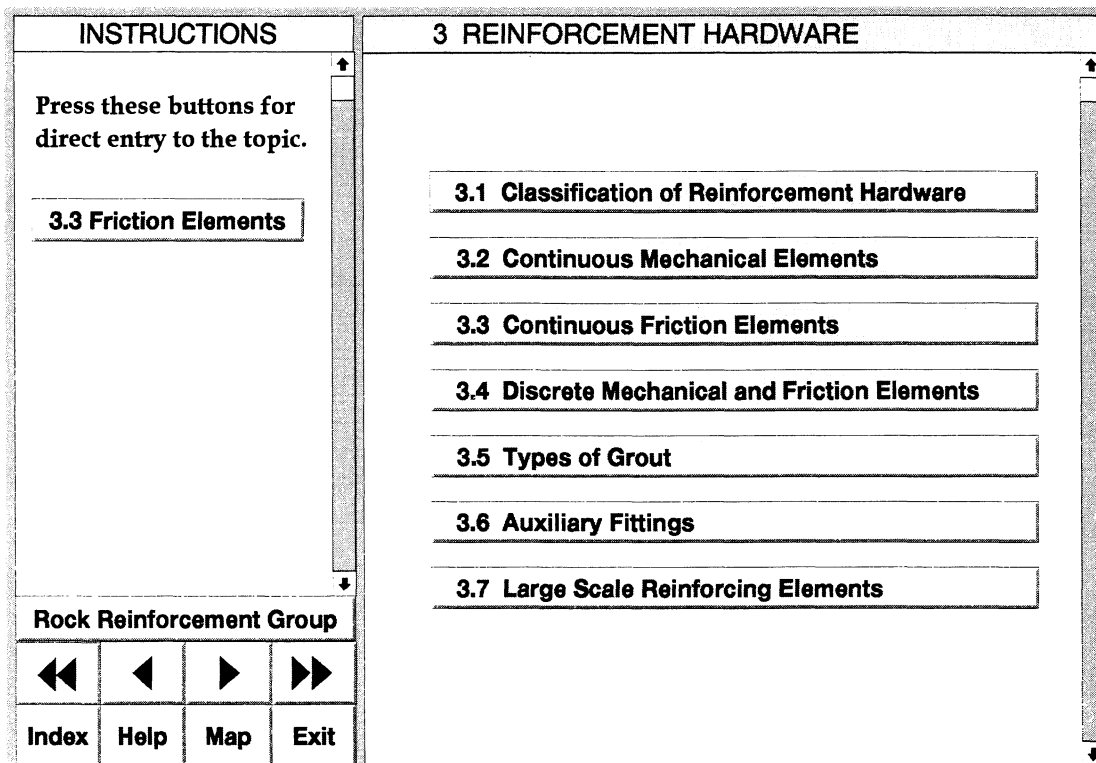 INSTRUCTIONS
Press these buttons for
direct entry to the topic.
3.3 Friction Elements
Rock Reinforcement Group
Index Help Map Exit
3 REINFORCEMENT HARDWARE
3.1 Classification of Reinforcement Hardware
3.2 Continuous Mechanical Elements
3.3 Continuous Friction Elements
3.4 Discrete Mechanical and Friction Elements
3.5 Types of Grout
3.6 Auxiliary Fittings
3.7 Large Scale Reinforcing Elements